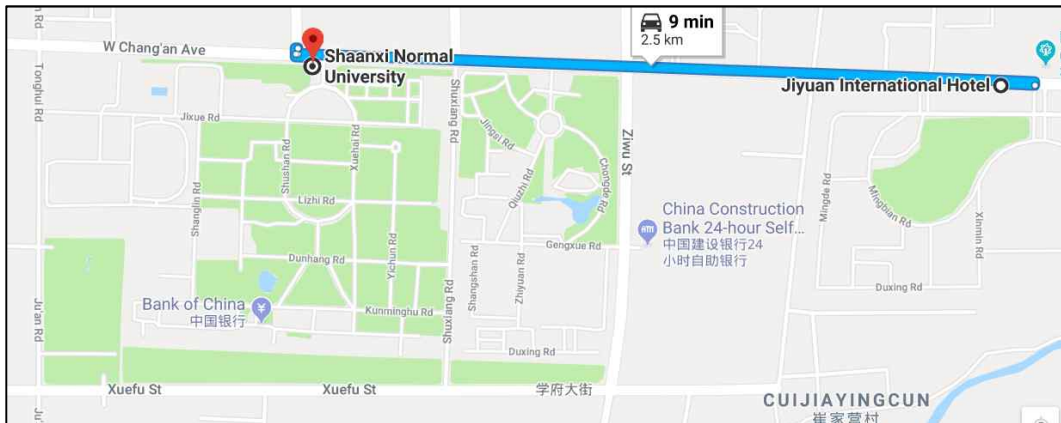 W Chang'an Ave
Shaanxi Normal
University
9 min
2.5 km
Jiyuan International Hotel
Tonghui Rd
Jixue Rd
Shushan Rd
Xuehai Rd
Shuxiang Rd
Jingsi Rd
Qiuzhi Rd
Chongde Rd
Ziwu St
Mingde Rd
Mingbian Rd
Xinmin Rd
Shanglin Rd
Lizhi Rd
Yichun Rd
China Construction
Bank 24-hour Self...
中国建设银行24
小时自助银行
Gengxue Rd
Dunhang Rd
Shangshan Rd
Zhiyuan Rd
Duxing Rd
Bank of China
中国银行
Kunminghu Rd
Shuxiang Rd
Ju'an Rd
Duxing Rd
Xuefu St
Xuefu St
学府大街
CUIJIAYINGCUN
崔家营村
Ju'